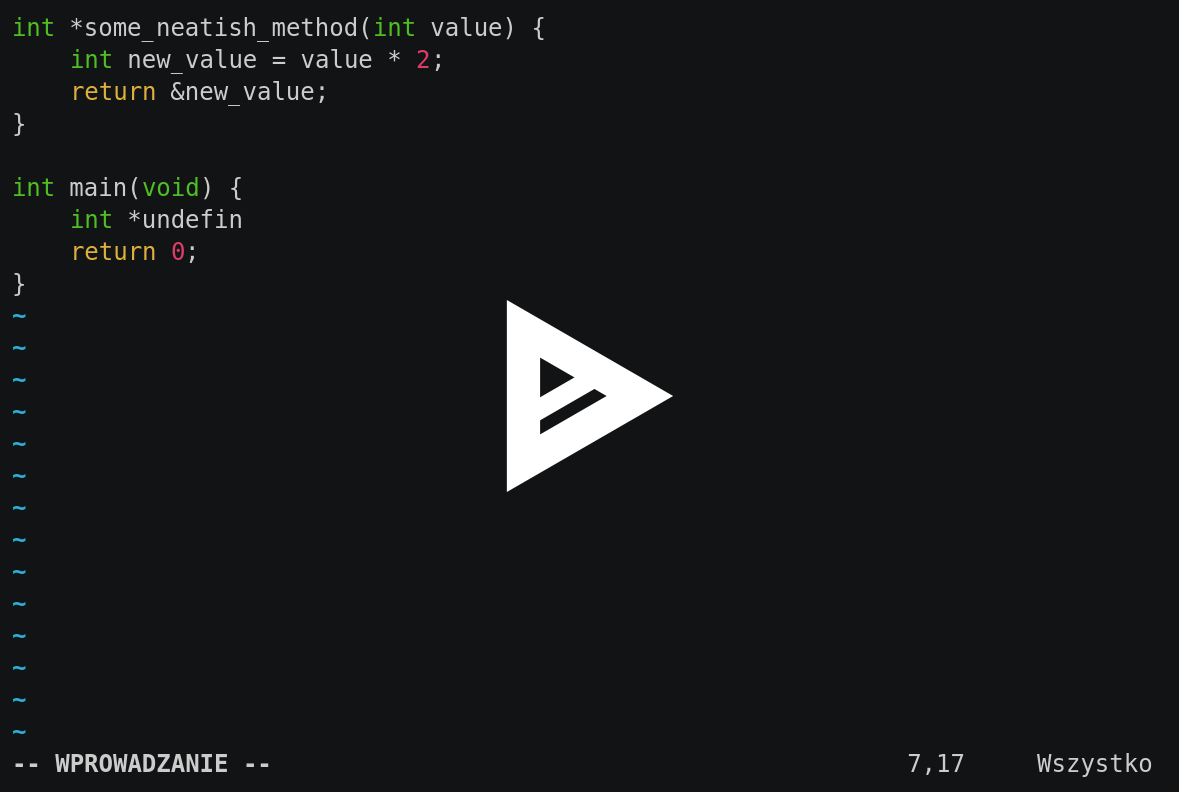 int *some_neatish_method(int value) {
    int new_value = value * 2;
    return &new_value;
}

int main(void) {
    int *undefin
    return 0;
}
~
~
~
~
~
~
~
~
~
~
~
~
~
~
-- WPROWADZANIE -- 7,17 Wszystko